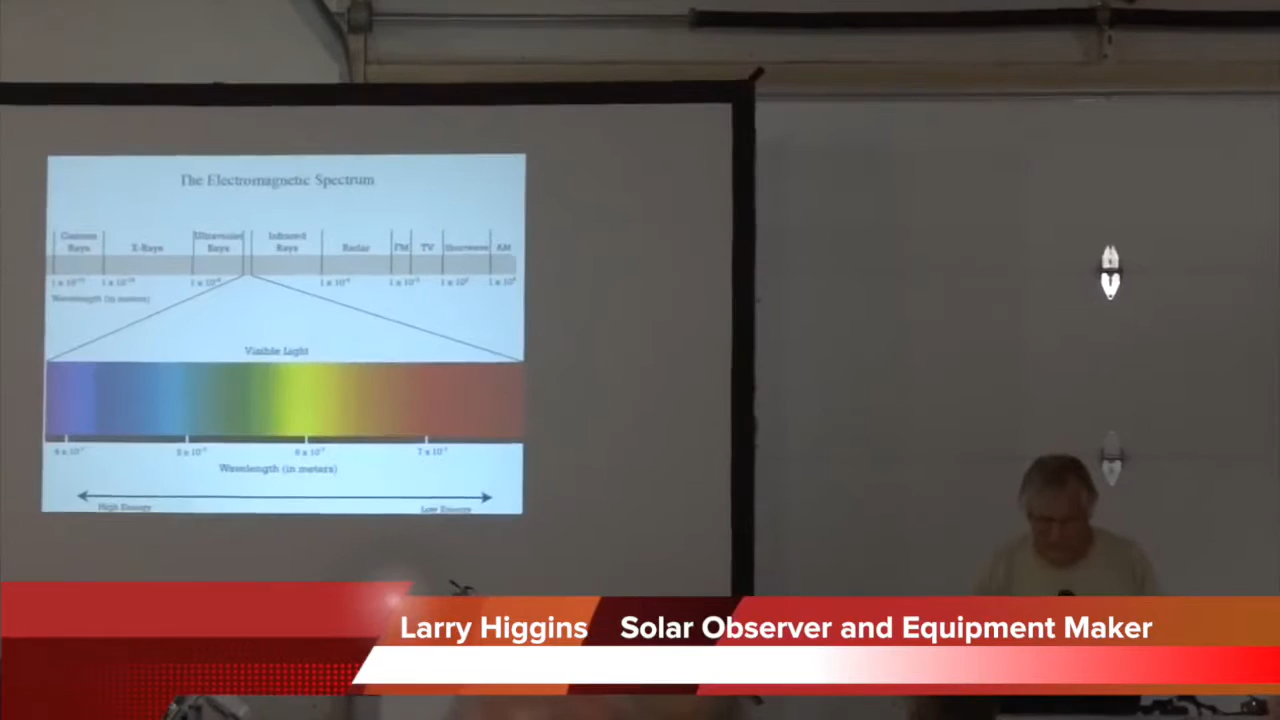 The Electromagnetic Spectrum
Gamma Rays X-Rays Ultraviolet Rays Infrared Rays Radar FM TV Shortwave AM
Wavelength (in meters)
Visible Light
Wavelength (in meters)
High Energy Low Energy
Larry Higgins Solar Observer and Equipment Maker